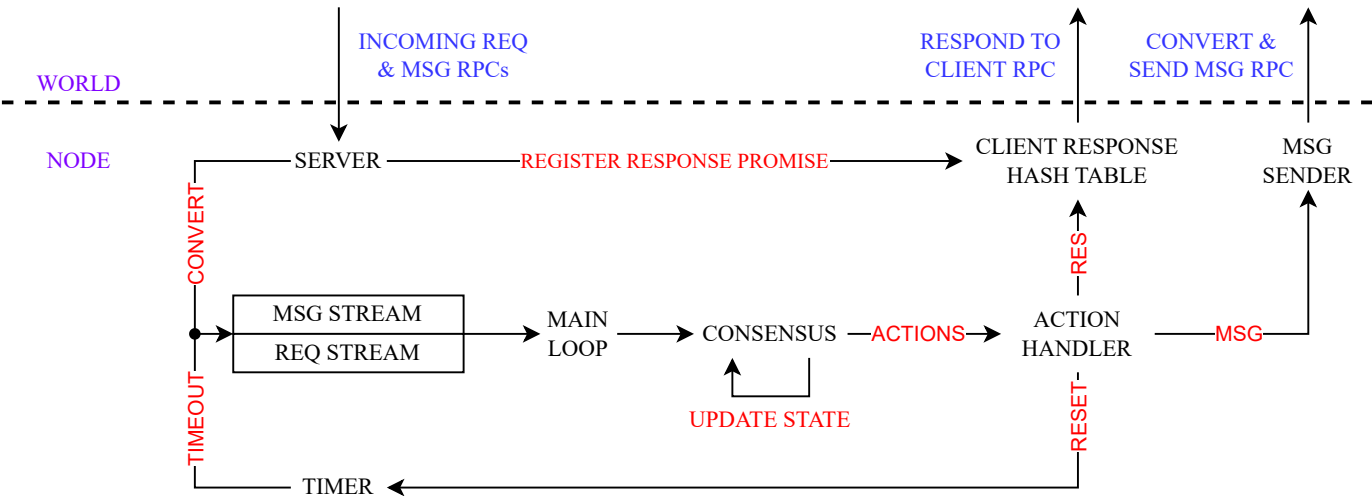 INCOMING REQ
& MSG RPCs
RESPOND TO
CLIENT RPC
CONVERT &
SEND MSG RPC
WORLD
NODE
SERVER
REGISTER RESPONSE PROMISE
CLIENT RESPONSE
HASH TABLE
MSG
SENDER
CONVERT
RES
MSG STREAM
REQ STREAM
MAIN
LOOP
CONSENSUS
ACTIONS
ACTION
HANDLER
MSG
UPDATE STATE
TIMEOUT
RESET
TIMER